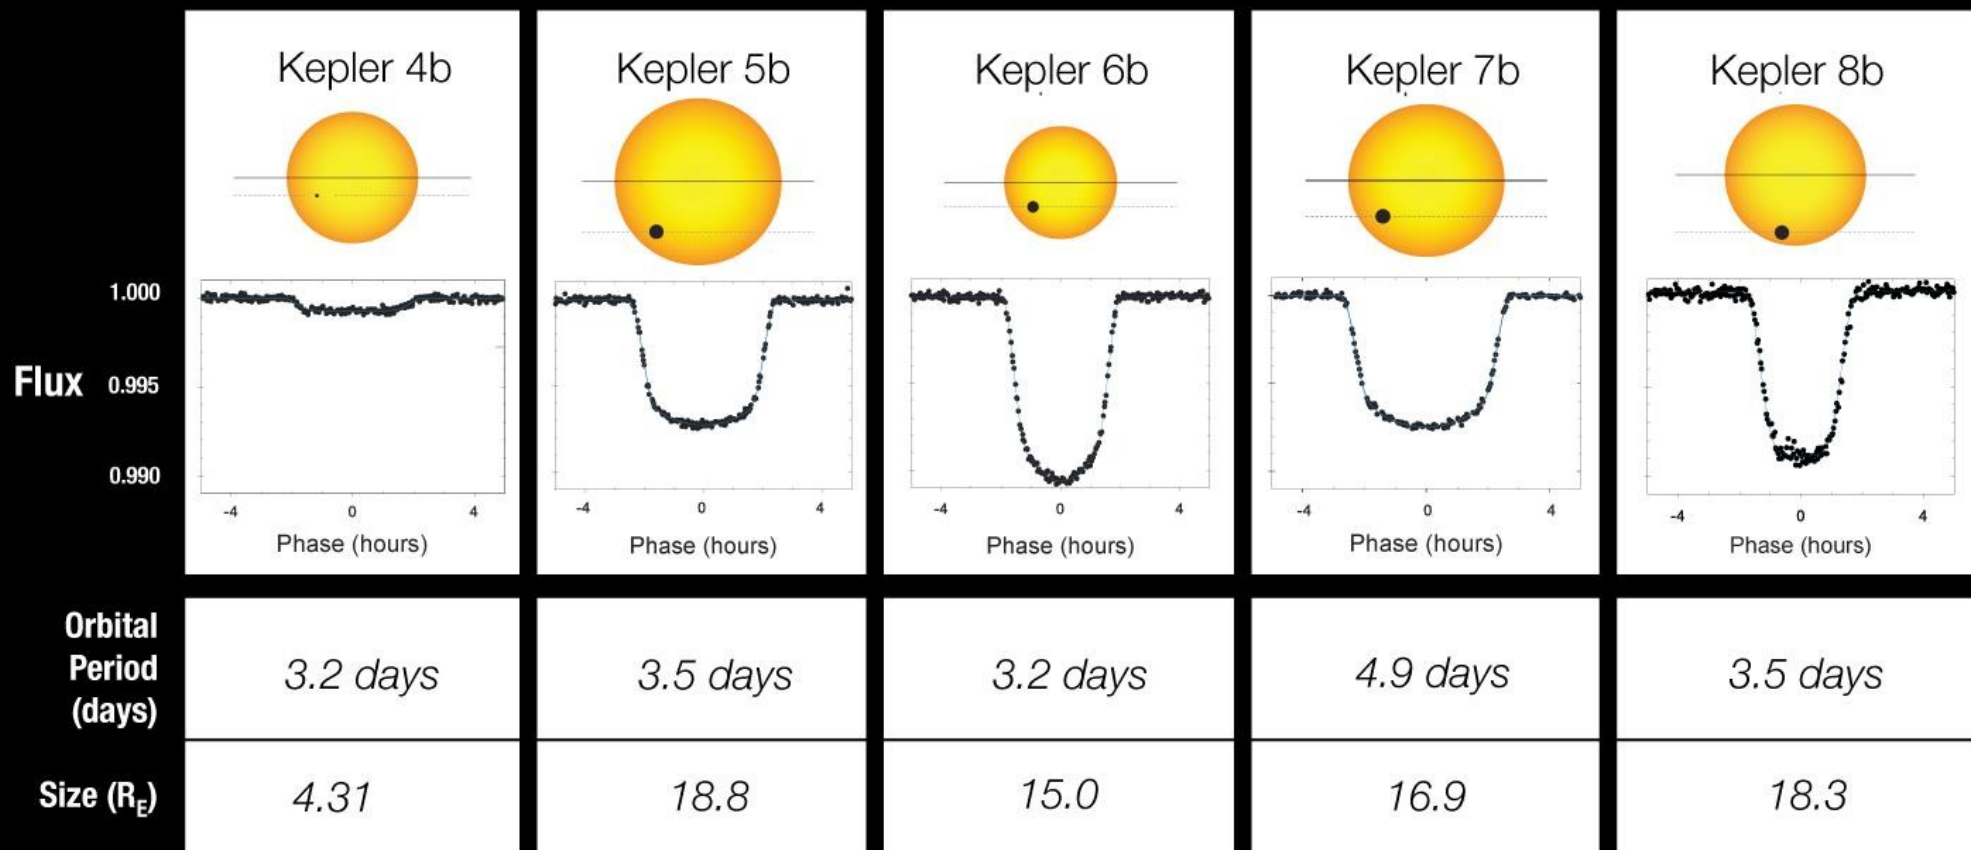 Kepler 4b
Kepler 5b
Kepler 6b
Kepler 7b
Kepler 8b
Flux
1.000
0.995
0.990
-4 0 4
Phase (hours)
-4 0 4
Phase (hours)
-4 0 4
Phase (hours)
-4 0 4
Phase (hours)
-4 0 4
Phase (hours)
Orbital
Period
(days)
3.2 days
3.5 days
3.2 days
4.9 days
3.5 days
Size (R_E)
4.31
18.8
15.0
16.9
18.3